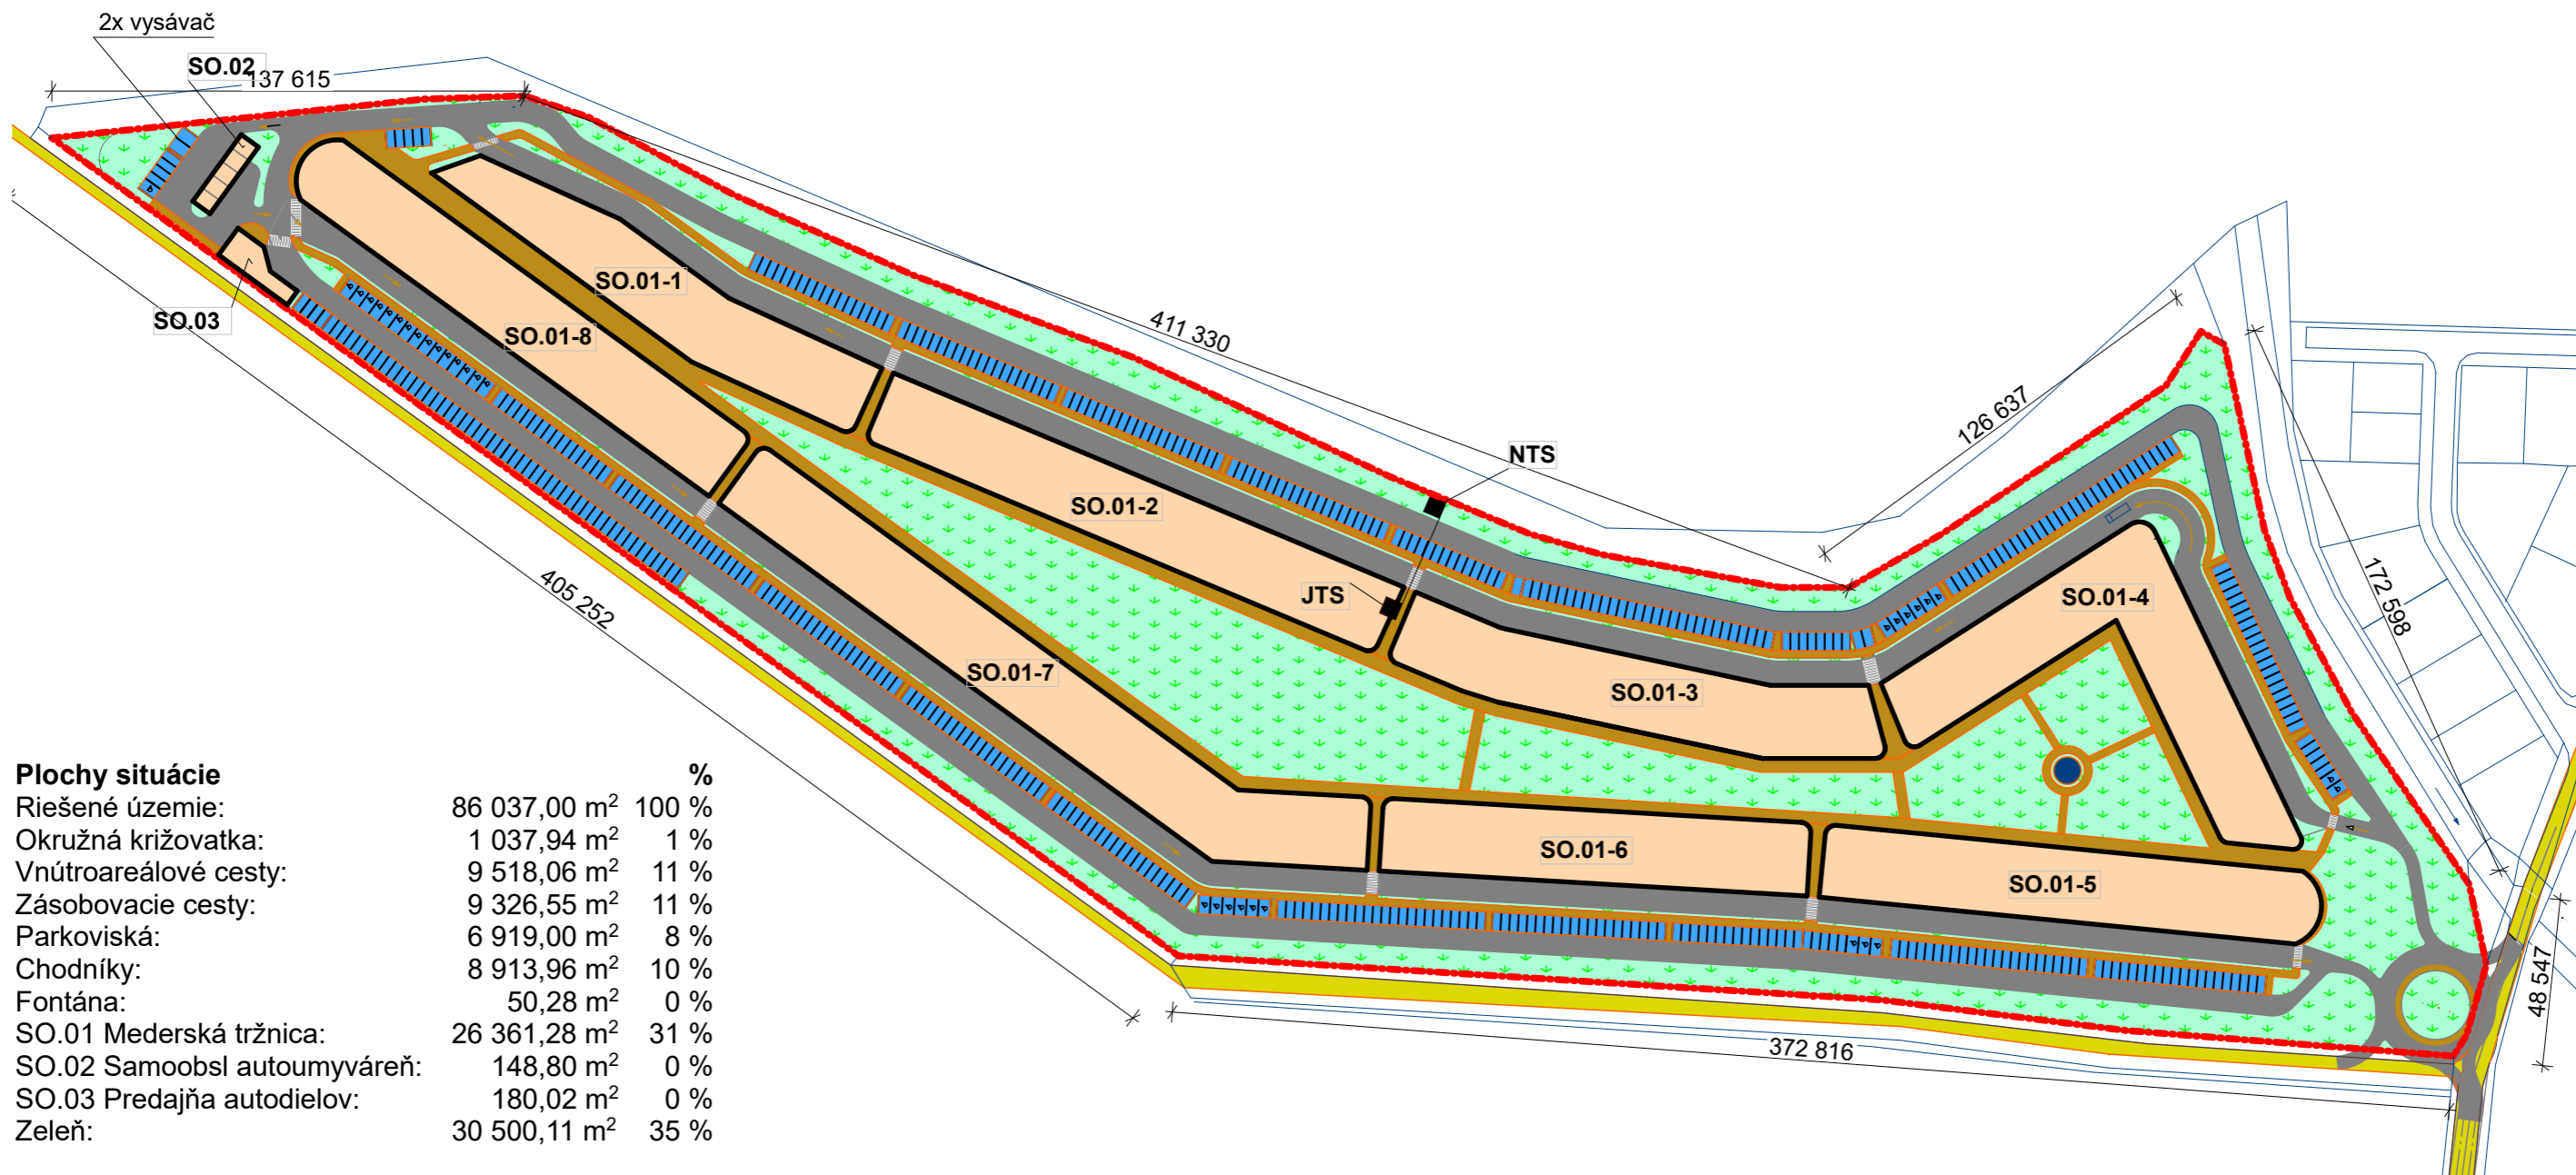 2x vysávač
SO.02
137 615
SO.01-1
SO.03
SO.01-8
411 330
126 637
NTS
SO.01-2
172 598
JTS
405 252
SO.01-4
SO.01-7
SO.01-3
SO.01-6
SO.01-5
48 547
372 816
Plochy situácie %
Riešené územie: 86 037,00 m² 100 %
Okružná križovatka: 1 037,94 m² 1 %
Vnútroareálové cesty: 9 518,06 m² 11 %
Zásobovacie cesty: 9 326,55 m² 11 %
Parkoviská: 6 919,00 m² 8 %
Chodníky: 8 913,96 m² 10 %
Fontána: 50,28 m² 0 %
SO.01 Mederská tržnica: 26 361,28 m² 31 %
SO.02 Samoobsl autoumyváreň: 148,80 m² 0 %
SO.03 Predajňa autodielov: 180,02 m² 0 %
Zeleň: 30 500,11 m² 35 %